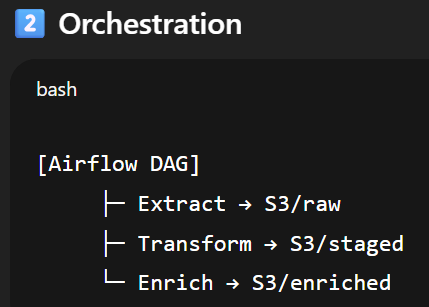 2️⃣ Orchestration
bash
[Airflow DAG]
├─ Extract → S3/raw
├─ Transform → S3/staged
└─ Enrich → S3/enriched